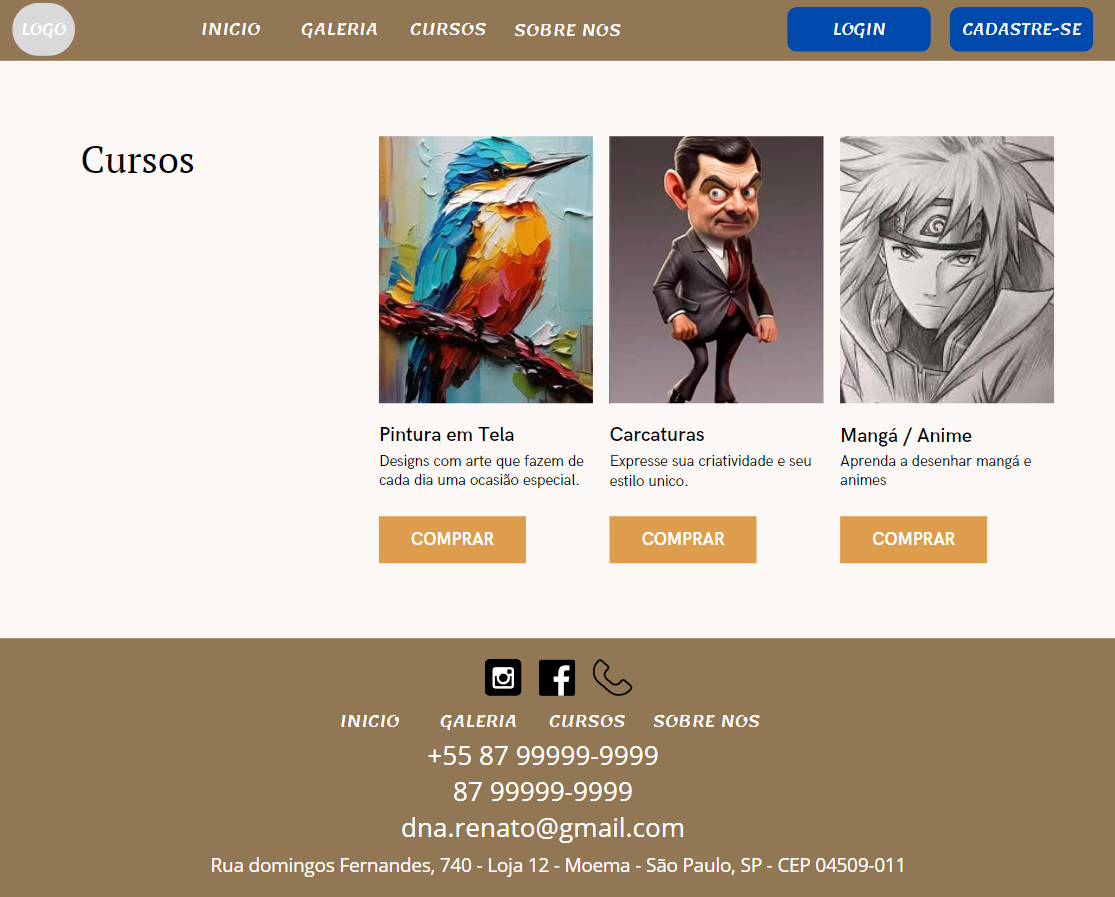 LOGO INICIO GALERIA CURSOS SOBRE NOS LOGIN CADASTRE-SE
Cursos
Pintura em Tela
Designs com arte que fazem de
cada dia uma ocasião especial.
COMPRAR
Carcaturas
Expresse sua criatividade e seu
estilo unico.
COMPRAR
Mangá / Anime
Aprenda a desenhar mangá e
animes
COMPRAR
INICIO GALERIA CURSOS SOBRE NOS
+55 87 99999-9999
87 99999-9999
dna.renato@gmail.com
Rua domingos Fernandes, 740 - Loja 12 - Moema - São Paulo, SP - CEP 04509-011